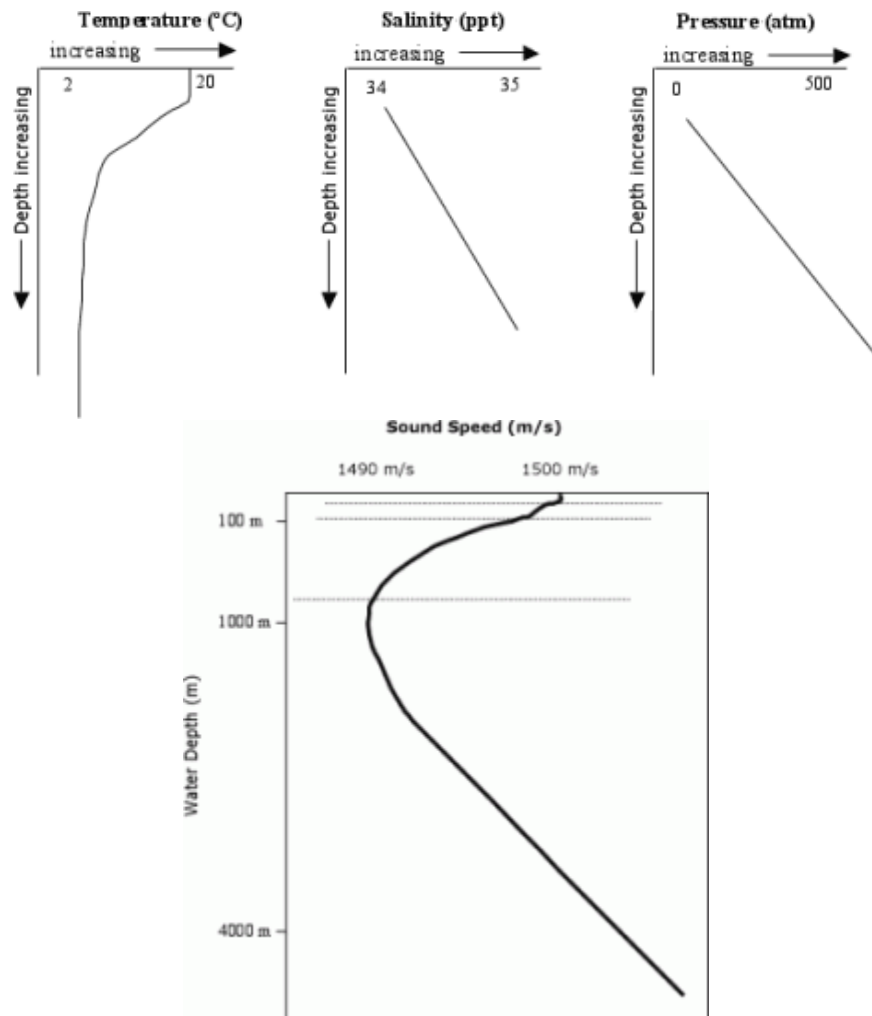 Temperature (°C)
increasing
2
20
Depth increasing
Salinity (ppt)
increasing
34
35
Depth increasing
Pressure (atm)
increasing
0
500
Depth increasing
Sound Speed (m/s)
1490 m/s
1500 m/s
100 m
1000 m
4000 m
Water Depth (m)